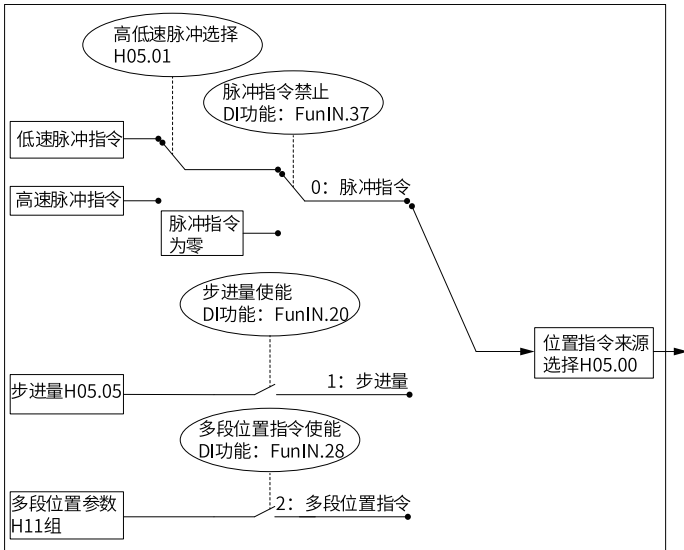 高低速脉冲选择
H05.01
脉冲指令禁止
DI功能：FunIN.37
低速脉冲指令
0：脉冲指令
高速脉冲指令
脉冲指令
为零
步进量使能
DI功能：FunIN.20
位置指令来源
选择H05.00
1：步进量
步进量H05.05
多段位置指令使能
DI功能：FunIN.28
多段位置参数
H11组
2：多段位置指令